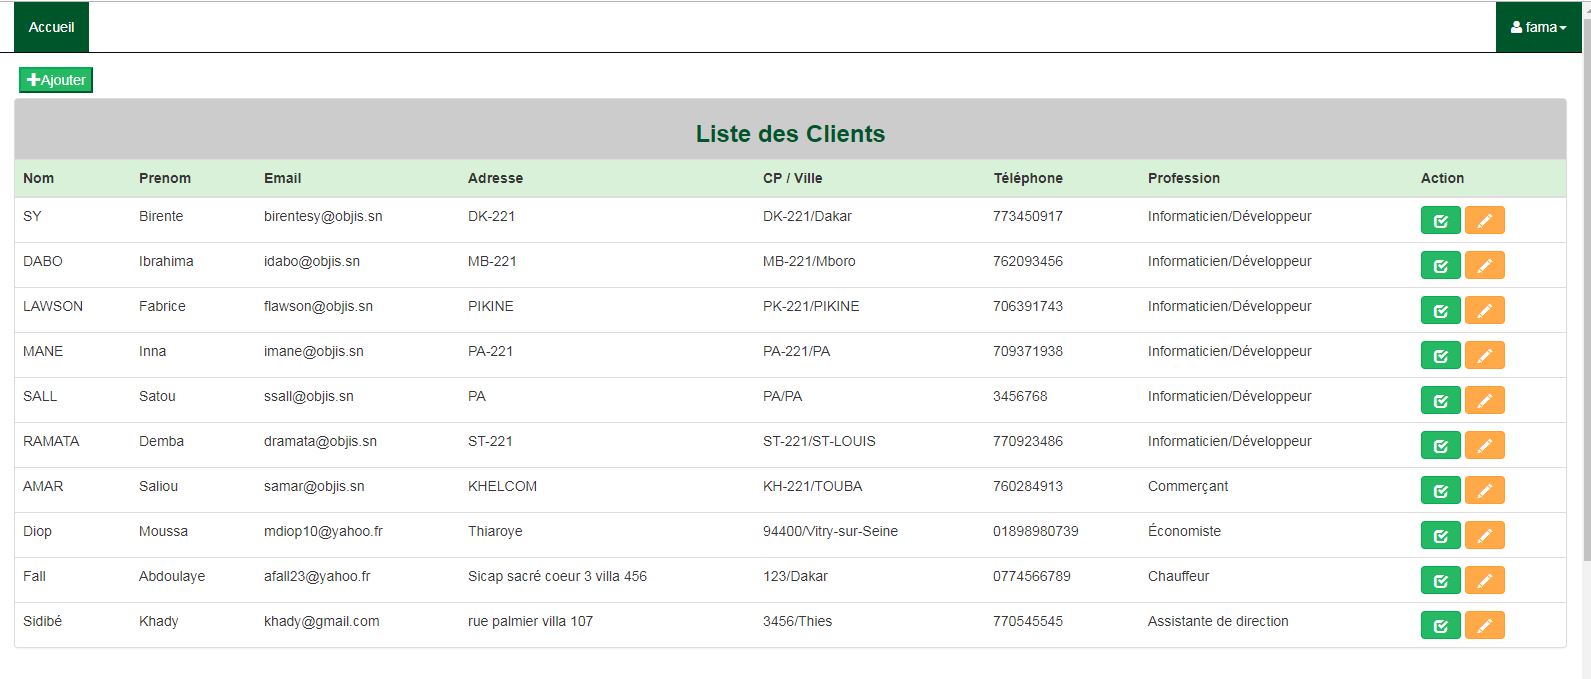 Accueil fama
Ajouter
Liste des Clients
Nom Prenom Email Adresse CP / Ville Téléphone Profession Action
SY Birente birentesy@objis.sn DK-221 DK-221/Dakar 773450917 Informaticien/Développeur
DABO Ibrahima idabo@objis.sn MB-221 MB-221/Mboro 762093456 Informaticien/Développeur
LAWSON Fabrice flawson@objis.sn PIKINE PK-221/PIKINE 706391743 Informaticien/Développeur
MANE Inna imane@objis.sn PA-221 PA-221/PA 709371938 Informaticien/Développeur
SALL Satou ssall@objis.sn PA PA/PA 3456768 Informaticien/Développeur
RAMATA Demba dramata@objis.sn ST-221 ST-221/ST-LOUIS 770923486 Informaticien/Développeur
AMAR Saliou samar@objis.sn KHELCOM KH-221/TOUBA 760284913 Commerçant
Diop Moussa mdiop10@yahoo.fr Thiaroye 94400/Vitry-sur-Seine 01898980739 Économiste
Fall Abdoulaye afall23@yahoo.fr Sicap sacré coeur 3 villa 456 123/Dakar 0774566789 Chauffeur
Sidibé Khady khady@gmail.com rue palmier villa 107 3456/Thies 770545545 Assistante de direction